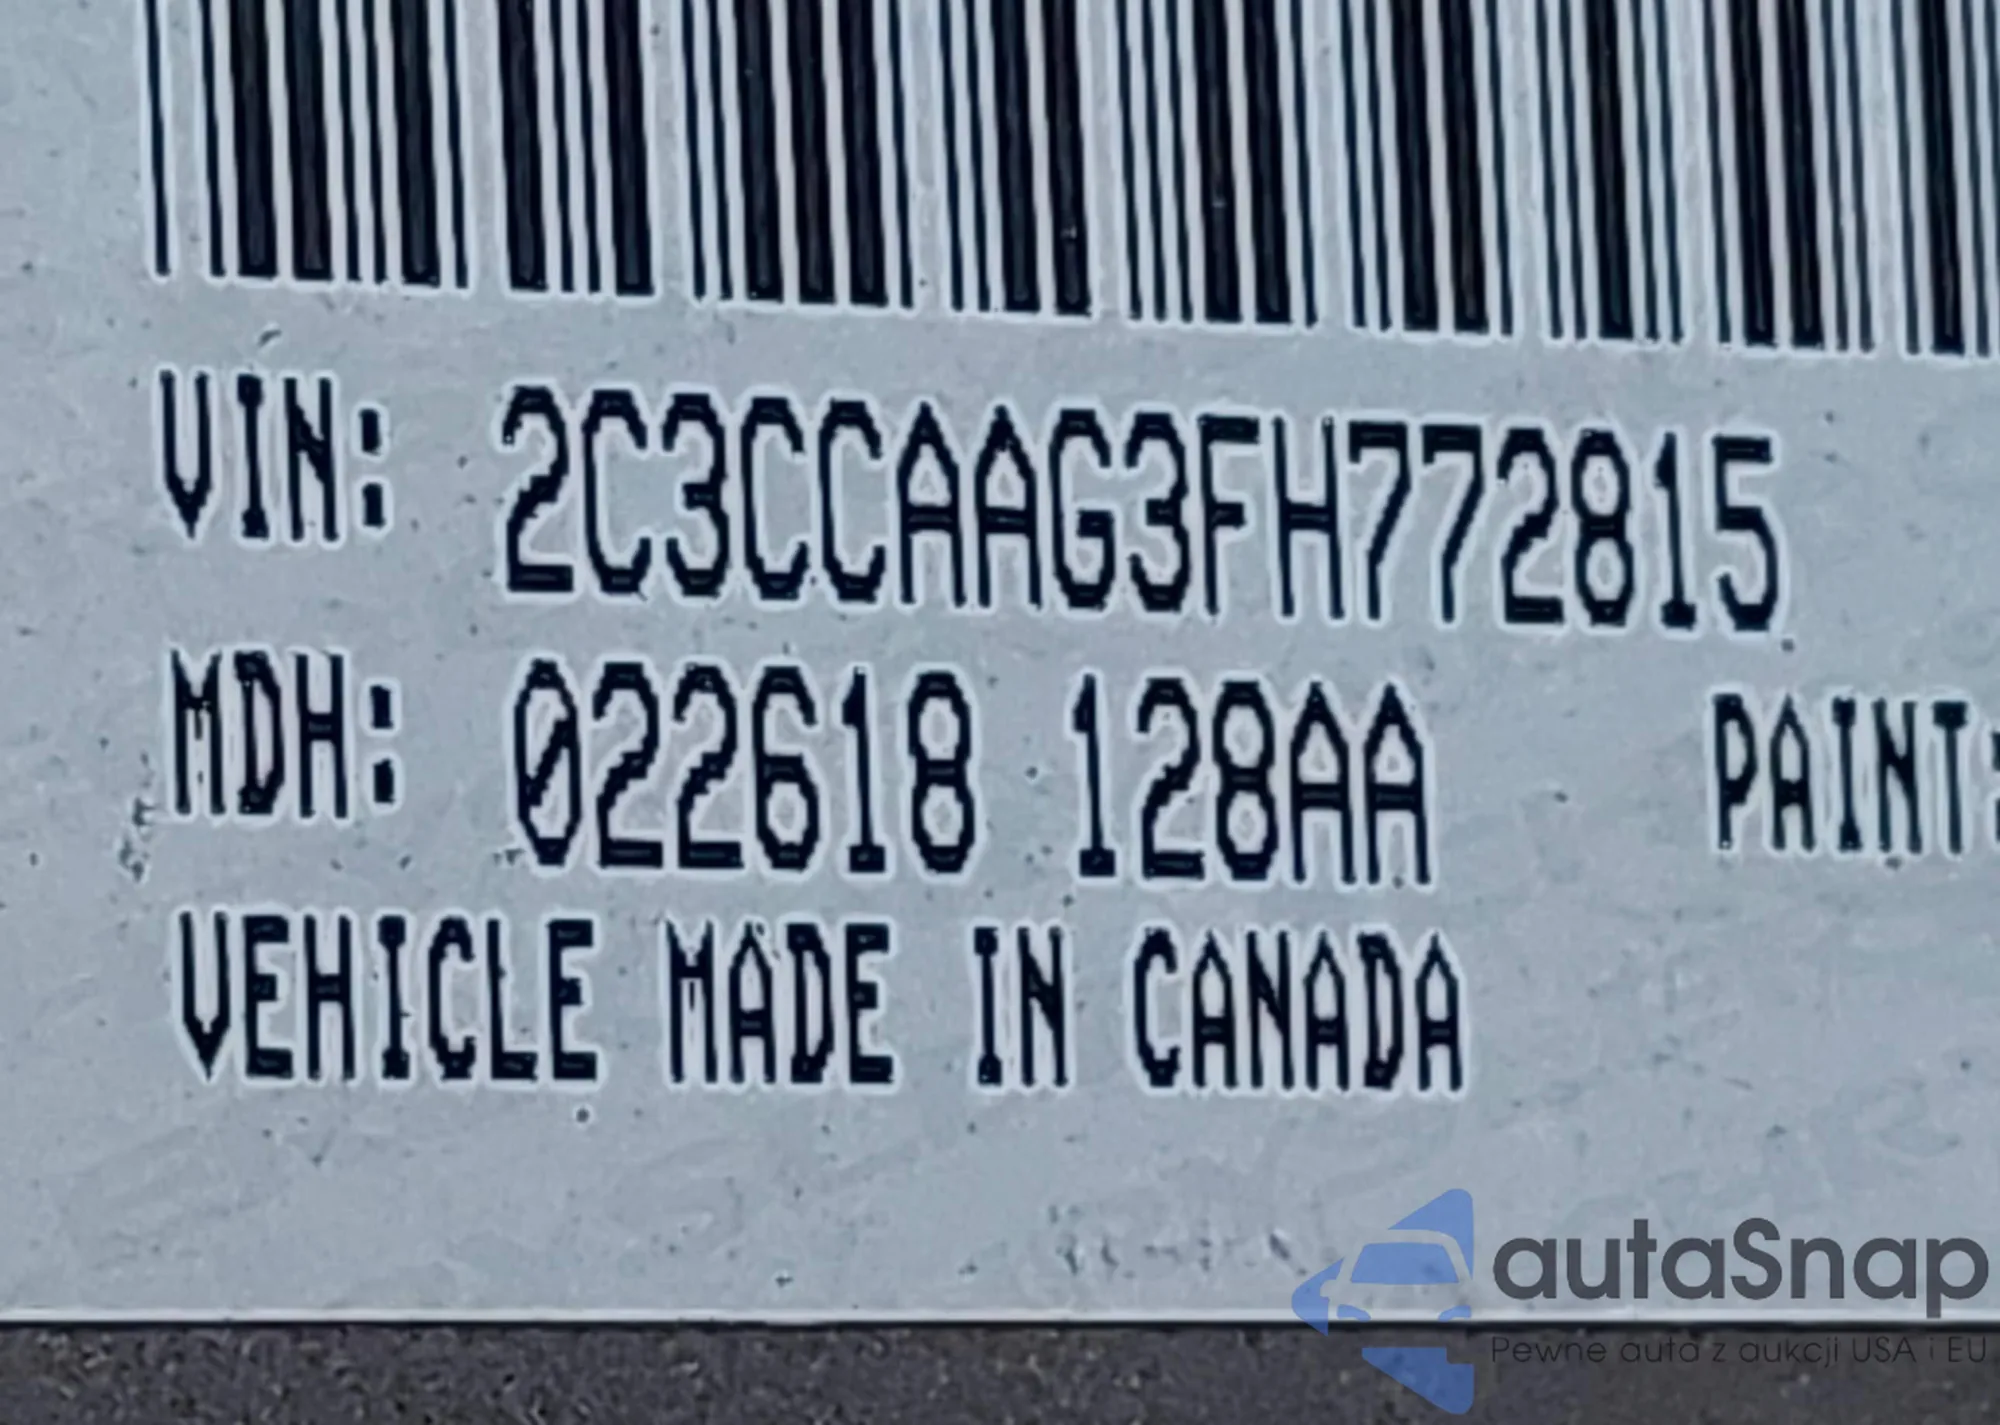 VIN: 2C3CCAAG3FH772815
MDH: 022618 128AA PAINT:
VEHICLE MADE IN CANADA
autaSnap
Pewne auta z aukcji USA i EU